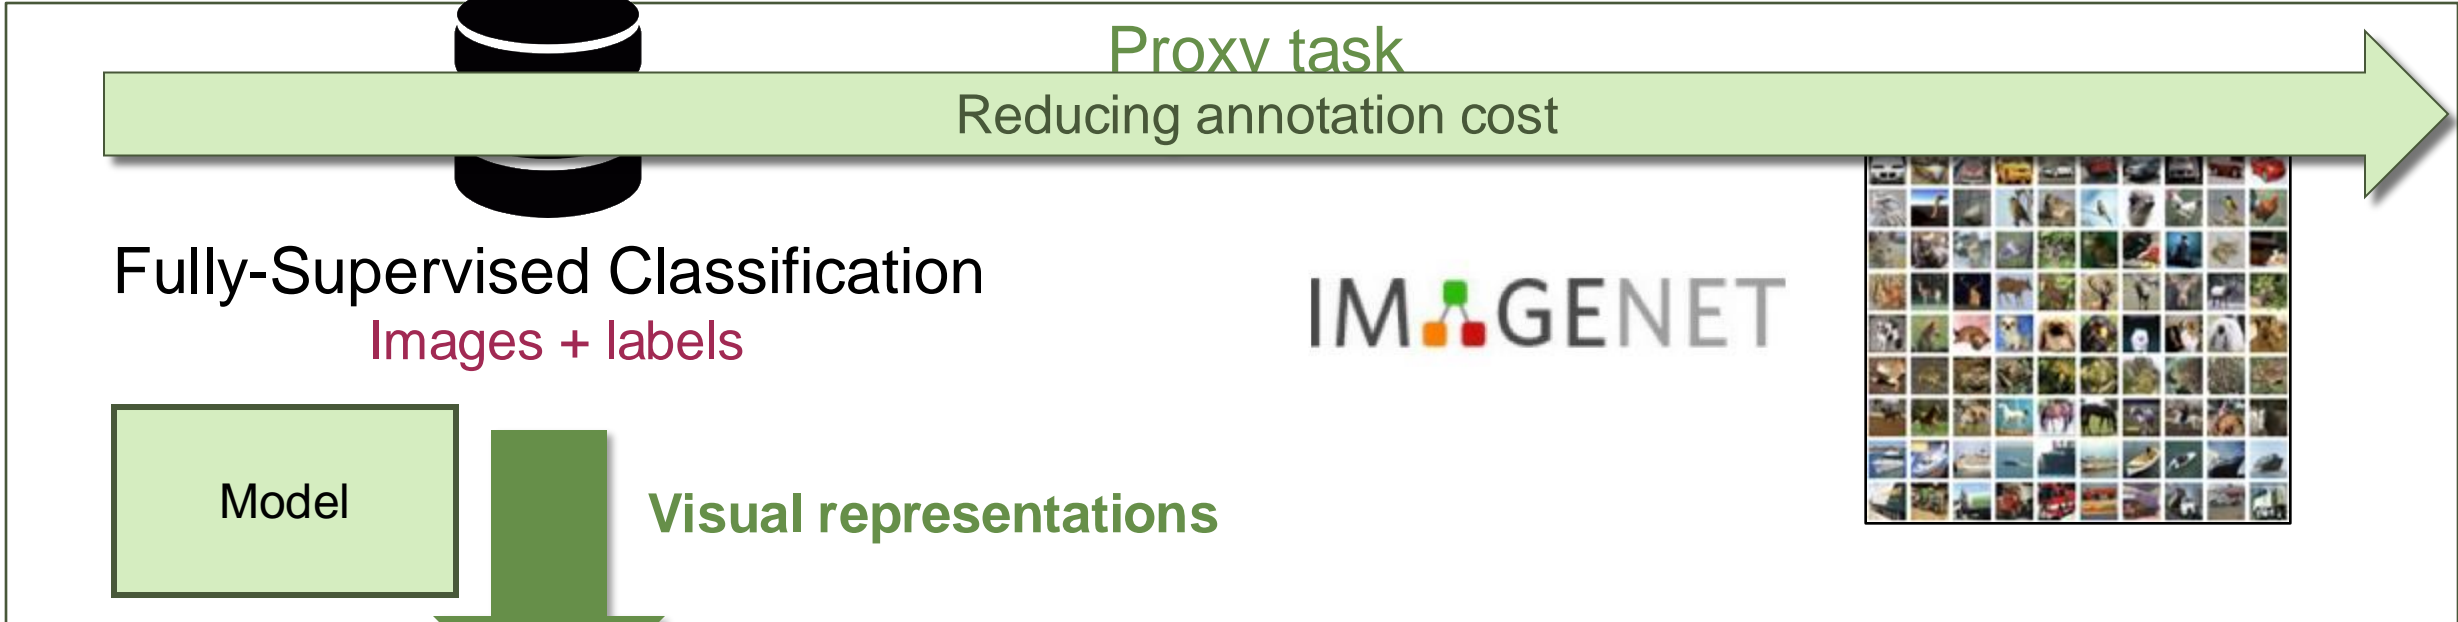 Proxy task
Reducing annotation cost
Fully-Supervised Classification
Images + labels
IMAGENET
Model
Visual representations